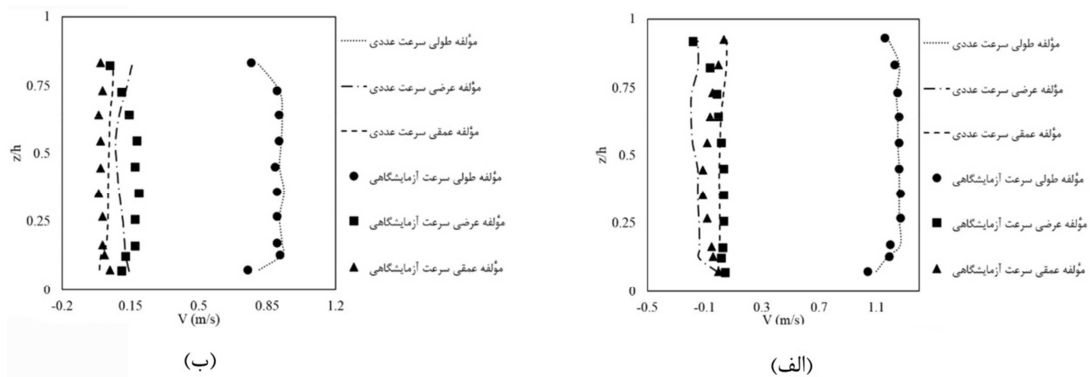 1
0.75
0.5
0.25
0
z/h
-0.2
0.15
0.5
0.85
1.2
V (m/s)
مؤلفه طولی سرعت عددی
مؤلفه عرضی سرعت عددی
مؤلفه عمقی سرعت عددی
مؤلفه طولی سرعت آزمایشگاهی
مؤلفه عرضی سرعت آزمایشگاهی
مؤلفه عمقی سرعت آزمایشگاهی
(ب)
1
0.75
0.5
0.25
0
z/h
-0.5
-0.1
0.3
0.7
1.1
V (m/s)
مؤلفه طولی سرعت عددی
مؤلفه عرضی سرعت عددی
مؤلفه عمقی سرعت عددی
مؤلفه طولی سرعت آزمایشگاهی
مؤلفه عرضی سرعت آزمایشگاهی
مؤلفه عمقی سرعت آزمایشگاهی
(الف)